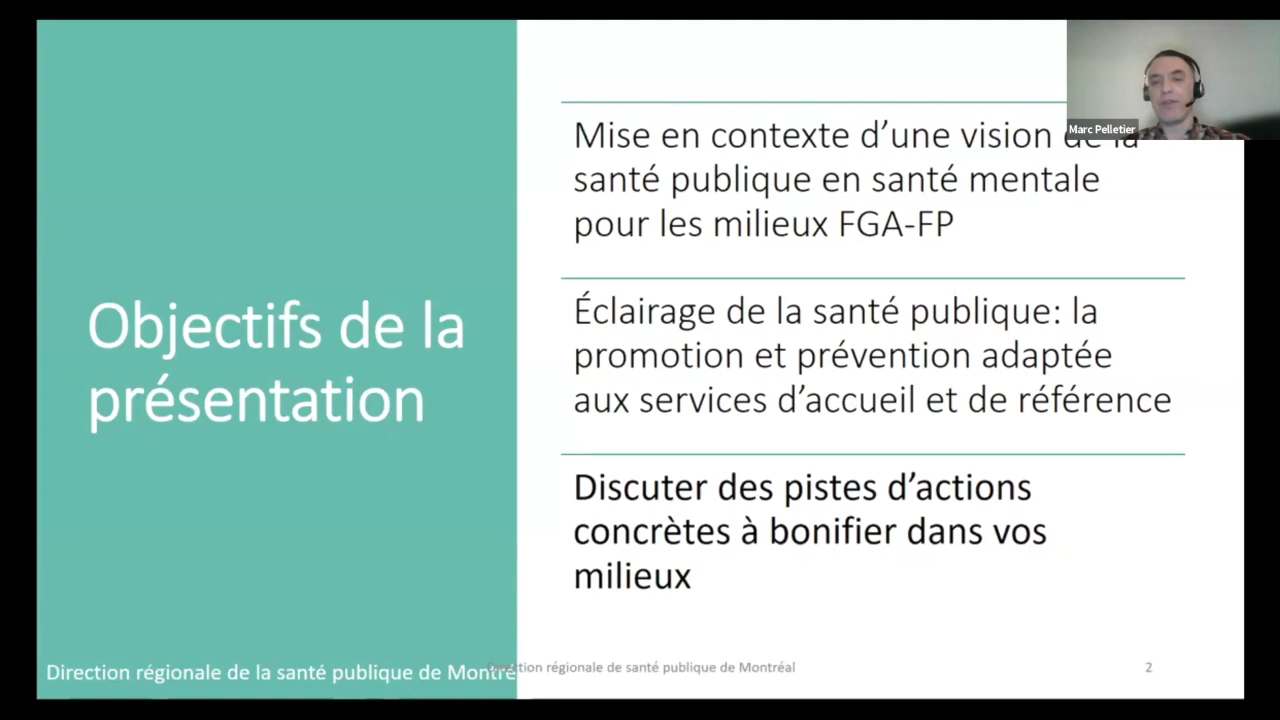 Marc Pelletier
Mise en contexte d'une vision de la
santé publique en santé mentale
pour les milieux FGA-FP
Éclairage de la santé publique: la
promotion et prévention adaptée
aux services d'accueil et de référence
Discuter des pistes d'actions
concrètes à bonifier dans vos
milieux
Objectifs de la
présentation
Direction régionale de la santé publique de Montré
Direction régionale de santé publique de Montréal
2